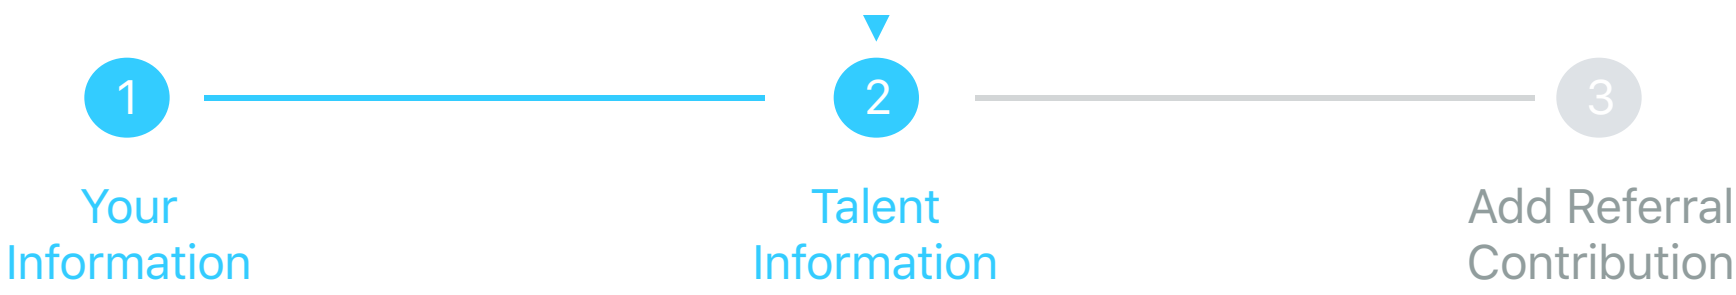 1
2
3
Your
Information
Talent
Information
Add Referral
Contribution